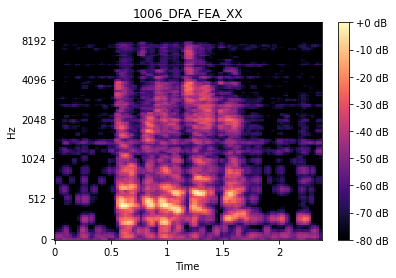 1006_DFA_FEA_XX
+0 dB
8192
-10 dB
4096
-20 dB
-30 dB
2048
Hz
-40 dB
1024
-50 dB
512
-60 dB
-70 dB
0
-80 dB
0 0.5 1 1.5 2
Time